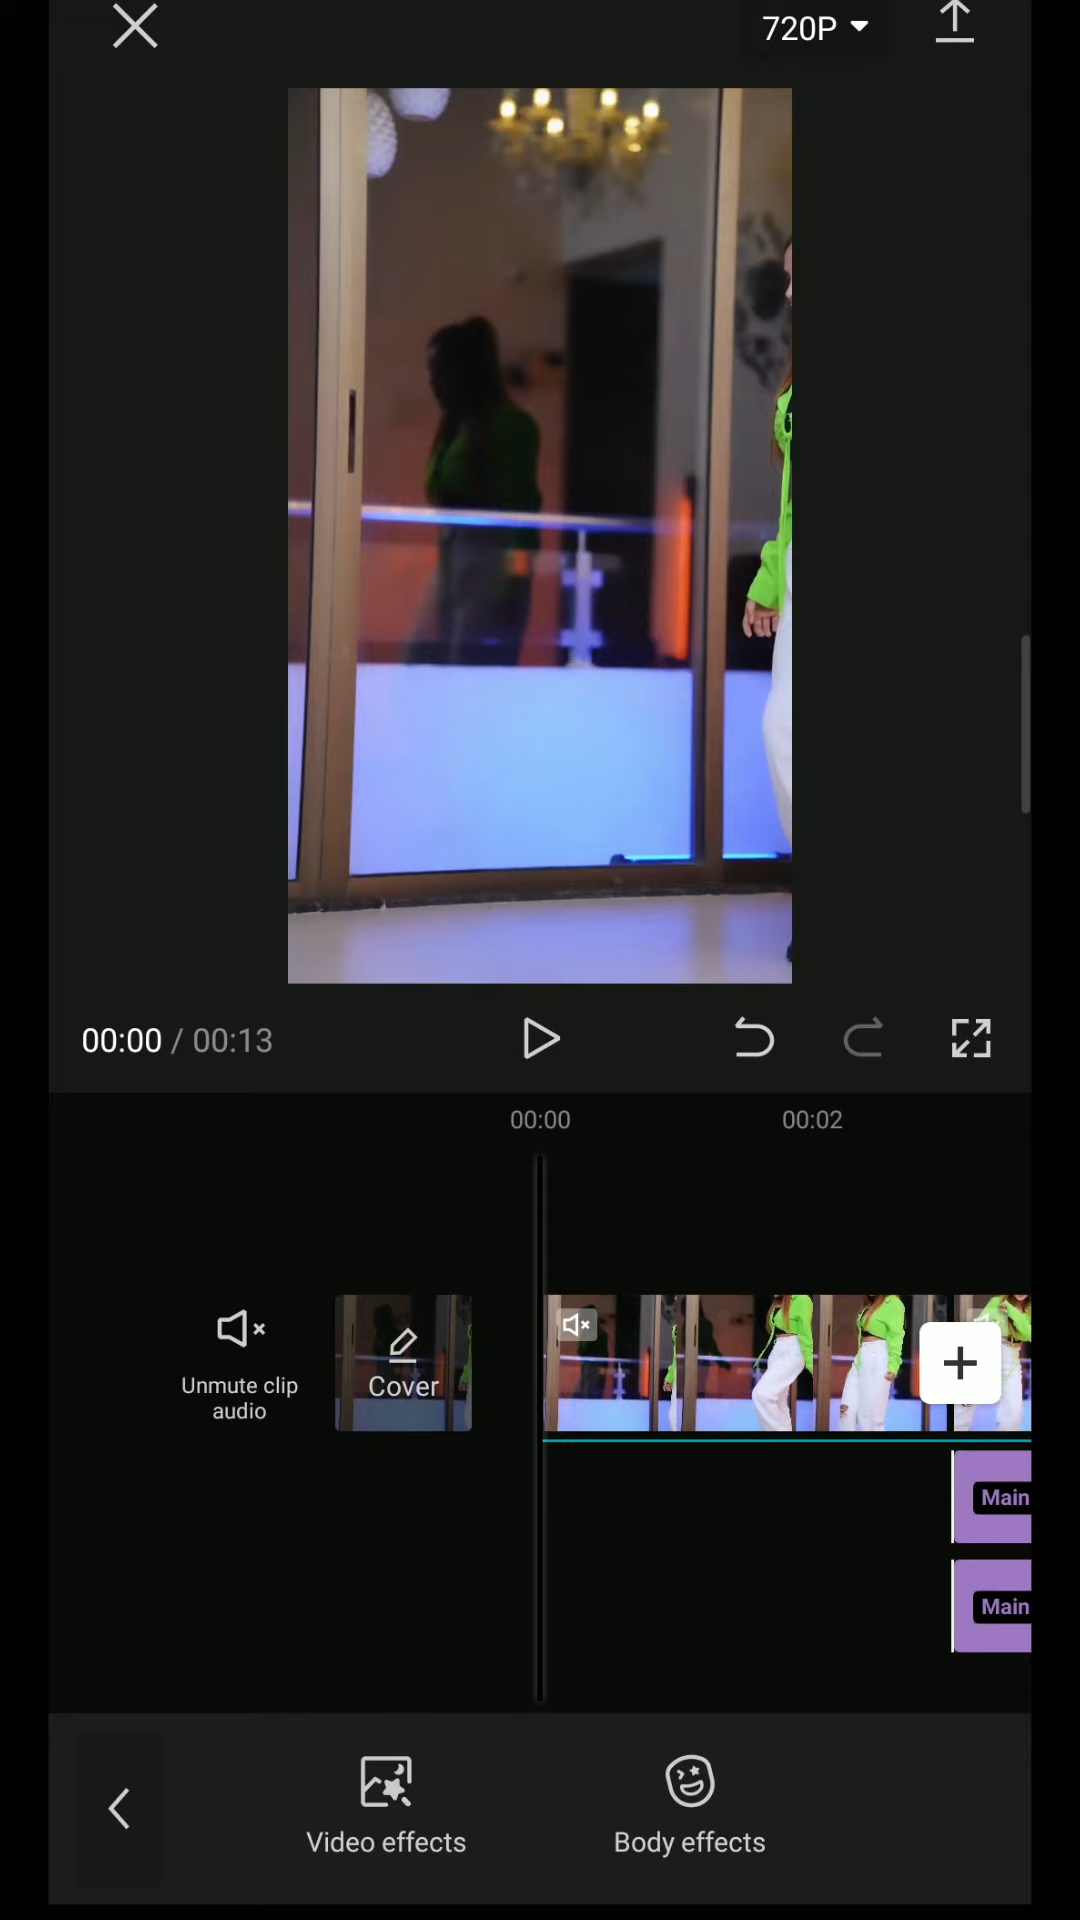 720P
00:00 / 00:13
00:00
00:02
Unmute clip
audio
Cover
Main
Main
Video effects
Body effects